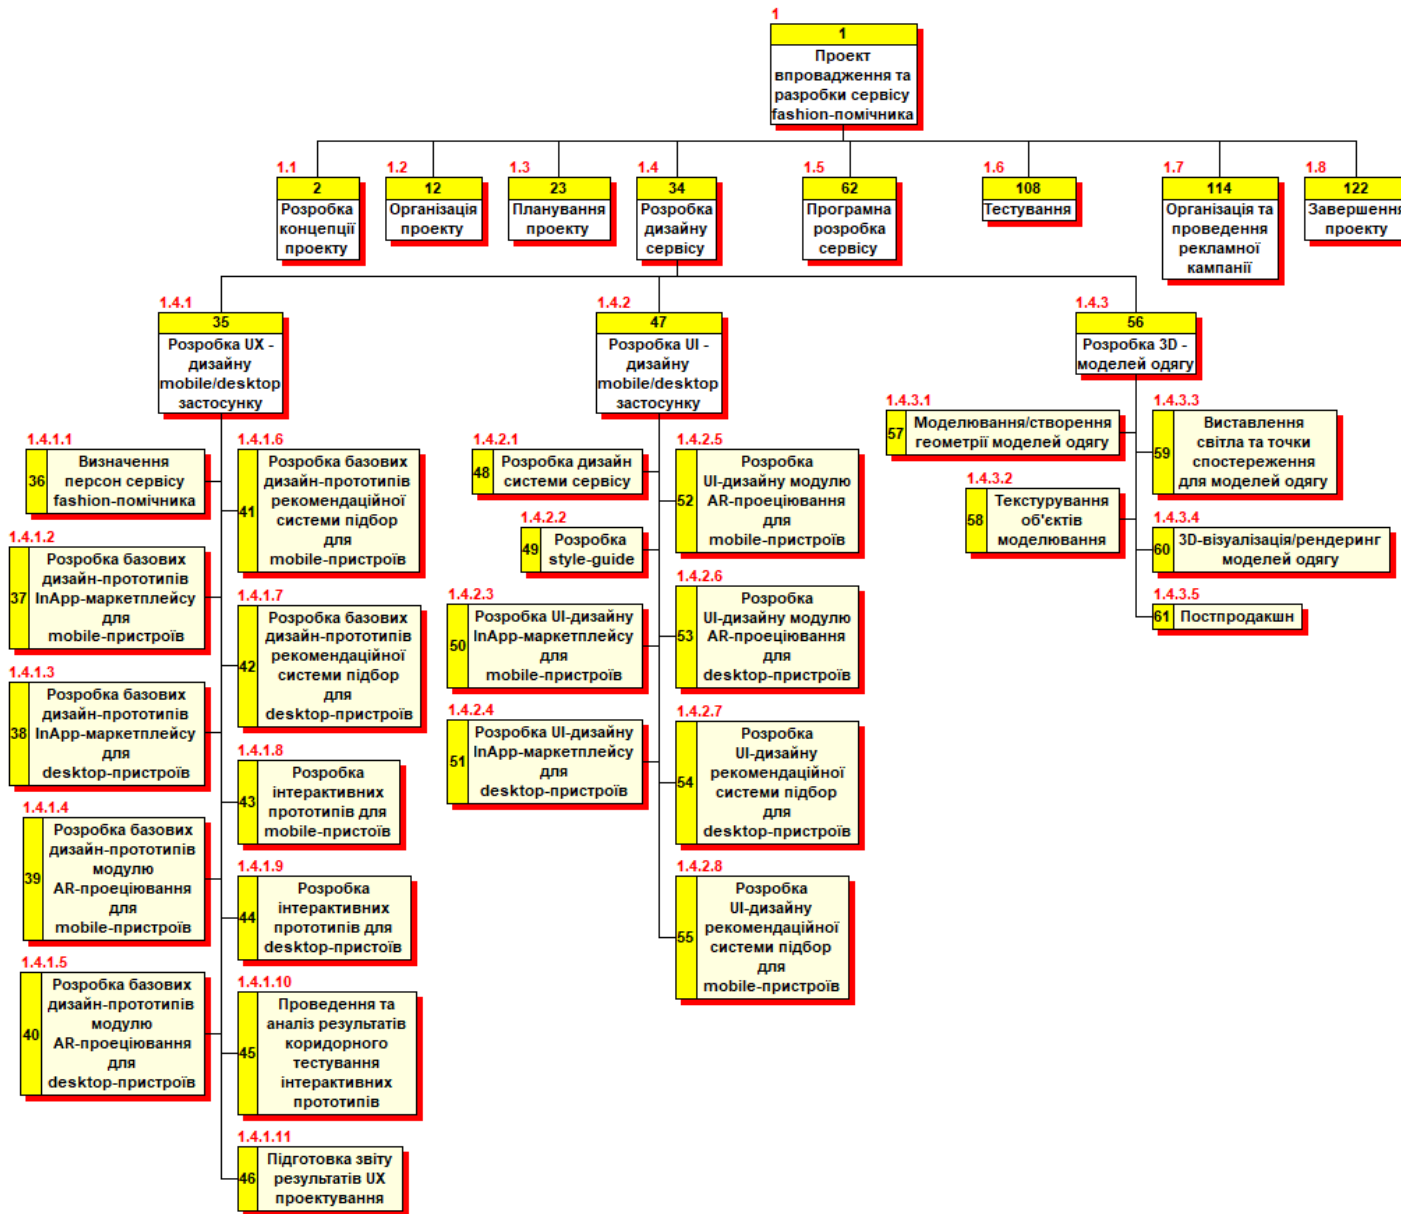 1
1
Проект
впровадження та
разробки сервісу
fashion-помічника
1.1
2
Розробка
концепції
проекту
1.2
12
Організація
проекту
1.3
23
Планування
проекту
1.4
34
Розробка
дизайну
сервісу
1.5
62
Програмна
розробка
сервісу
1.6
108
Тестування
1.7
114
Організація та
проведення
рекламної
кампанії
1.8
122
Завершення
проекту
1.4.1
35
Розробка UX -
дизайну
mobile/desktop
застосунку
1.4.1.1
36
Визначення
персон сервісу
fashion-помічника
1.4.1.2
37
Розробка базових
дизайн-прототипів
InApp-маркетплейсу
для
mobile-пристроїв
1.4.1.3
38
Розробка базових
дизайн-прототипів
InApp-маркетплейсу
для
desktop-пристроїв
1.4.1.4
39
Розробка базових
дизайн-прототипів
модулю
AR-проеціювання
для
mobile-пристроїв
1.4.1.5
40
Розробка базових
дизайн-прототипів
модулю
AR-проеціювання
для
desktop-пристроїв
1.4.1.6
41
Розробка базових
дизайн-прототипів
рекомендаційної
системи підбор
для
mobile-пристроїв
1.4.1.7
42
Розробка базових
дизайн-прототипів
рекомендаційної
системи підбор
для
desktop-пристроїв
1.4.1.8
43
Розробка
інтерактивних
прототипів для
mobile-пристоїв
1.4.1.9
44
Розробка
інтерактивних
прототипів для
desktop-пристоїв
1.4.1.10
45
Проведення та
аналіз результатів
коридорного
тестування
інтерактивних
прототипів
1.4.1.11
46
Підготовка звіту
результатів UX
проектування
1.4.2
47
Розробка UI -
дизайну
mobile/desktop
застосунку
1.4.2.1
48
Розробка дизайн
системи сервісу
1.4.2.2
49
Розробка
style-guide
1.4.2.3
50
Розробка UI-дизайну
InApp-маркетплейсу
для
mobile-пристроїв
1.4.2.4
51
Розробка UI-дизайну
InApp-маркетплейсу
для
desktop-пристроїв
1.4.2.5
52
Розробка
UI-дизайну модулю
AR-проеціювання
для
mobile-пристроїв
1.4.2.6
53
Розробка
UI-дизайну модулю
AR-проеціювання
для
desktop-пристроїв
1.4.2.7
54
Розробка
UI-дизайну
рекомендаційної
системи підбор
для
desktop-пристроїв
1.4.2.8
55
Розробка
UI-дизайну
рекомендаційної
системи підбор
для
mobile-пристроїв
1.4.3
56
Розробка 3D -
моделей одягу
1.4.3.1
57
Моделювання/створення
геометрії моделей одягу
1.4.3.2
58
Текстурування
об'єктів
моделювання
1.4.3.3
59
Виставлення
світла та точки
спостереження
для моделей одягу
1.4.3.4
60
3D-візуалізація/рендеринг
моделей одягу
1.4.3.5
61
Постпродакшн